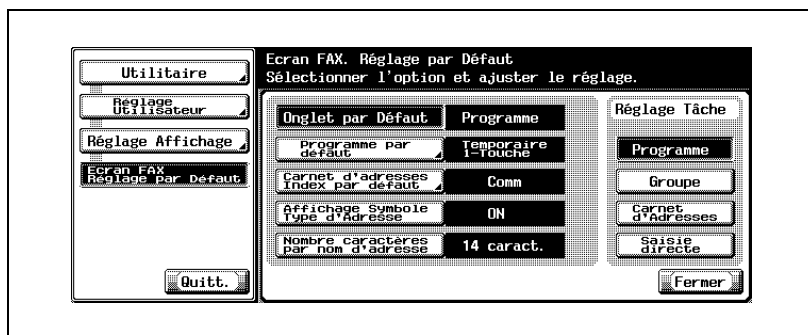 Utilitaire
Réglage
Utilisateur
Réglage Affichage
Ecran FAX
Réglage par Défaut
Quitt.
Ecran FAX. Réglage par Défaut
Sélectionner l'option et ajuster le réglage.
Onglet par Défaut
Programme
Programme par
défaut
Temporaire
1-Touche
Carnet d'adresses
Index par défaut
Comm
Affichage Symbole
Type d'Adresse
ON
Nombre caractères
par nom d'adresse
14 caract.
Réglage Tâche
Programme
Groupe
Carnet
d'Adresses
Saisie
directe
Fermer